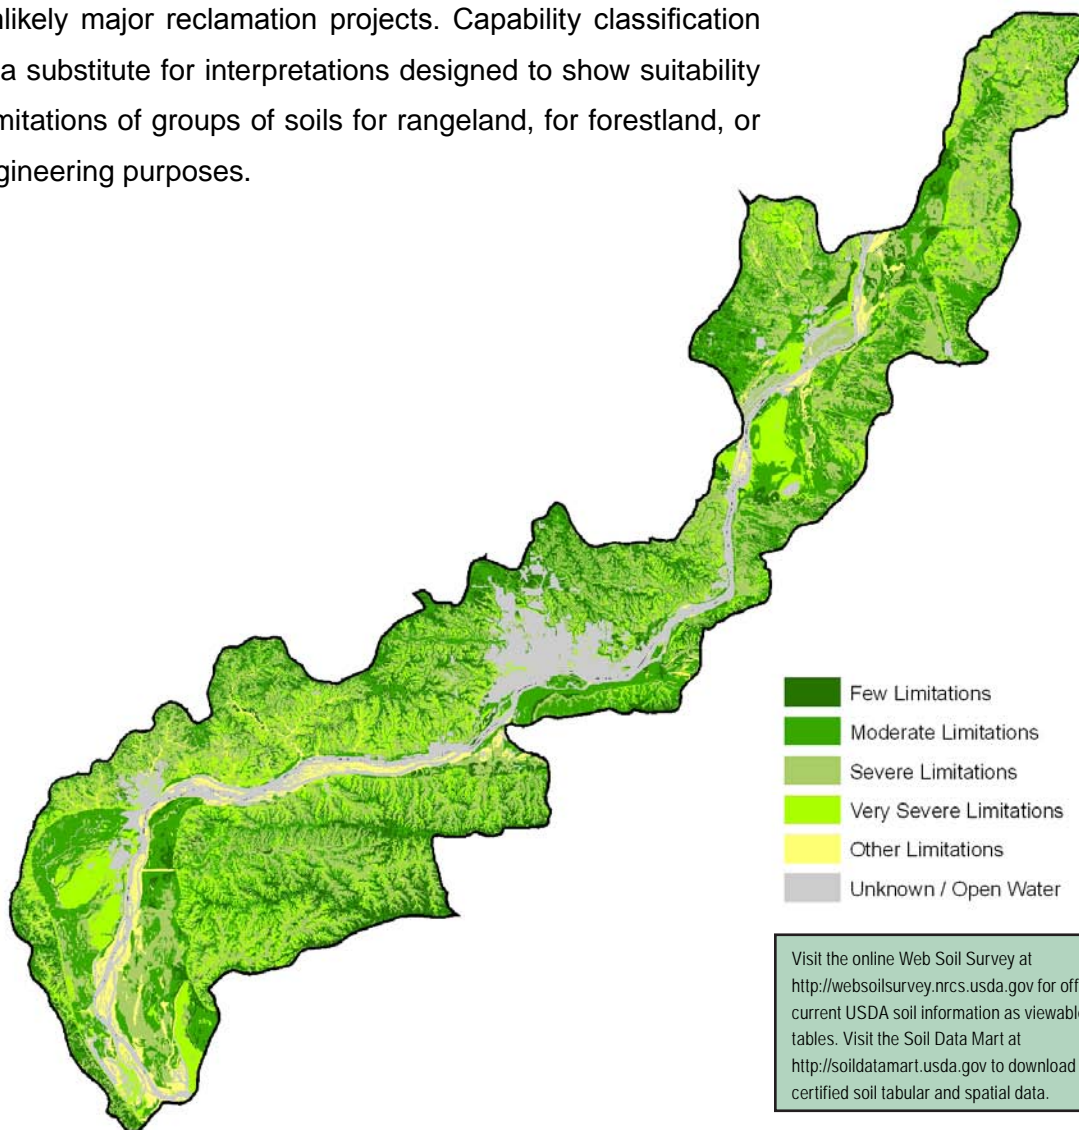 major reclamation projects. Capability classification
a substitute for interpretations designed to show suitability
of groups of soils for rangeland, for forestland, or
purposes.
Few Limitations
Moderate Limitations
Severe Limitations
Very Severe Limitations
Other Limitations
Unknown / Open Water
Visit the online Web Soil Survey at
http://websoilsurvey.nrcs.usda.gov for
current USDA soil information as
tables. Visit the Soil Data Mart at
http://soildatamart.usda.gov to download
certified soil tabular and spatial data.